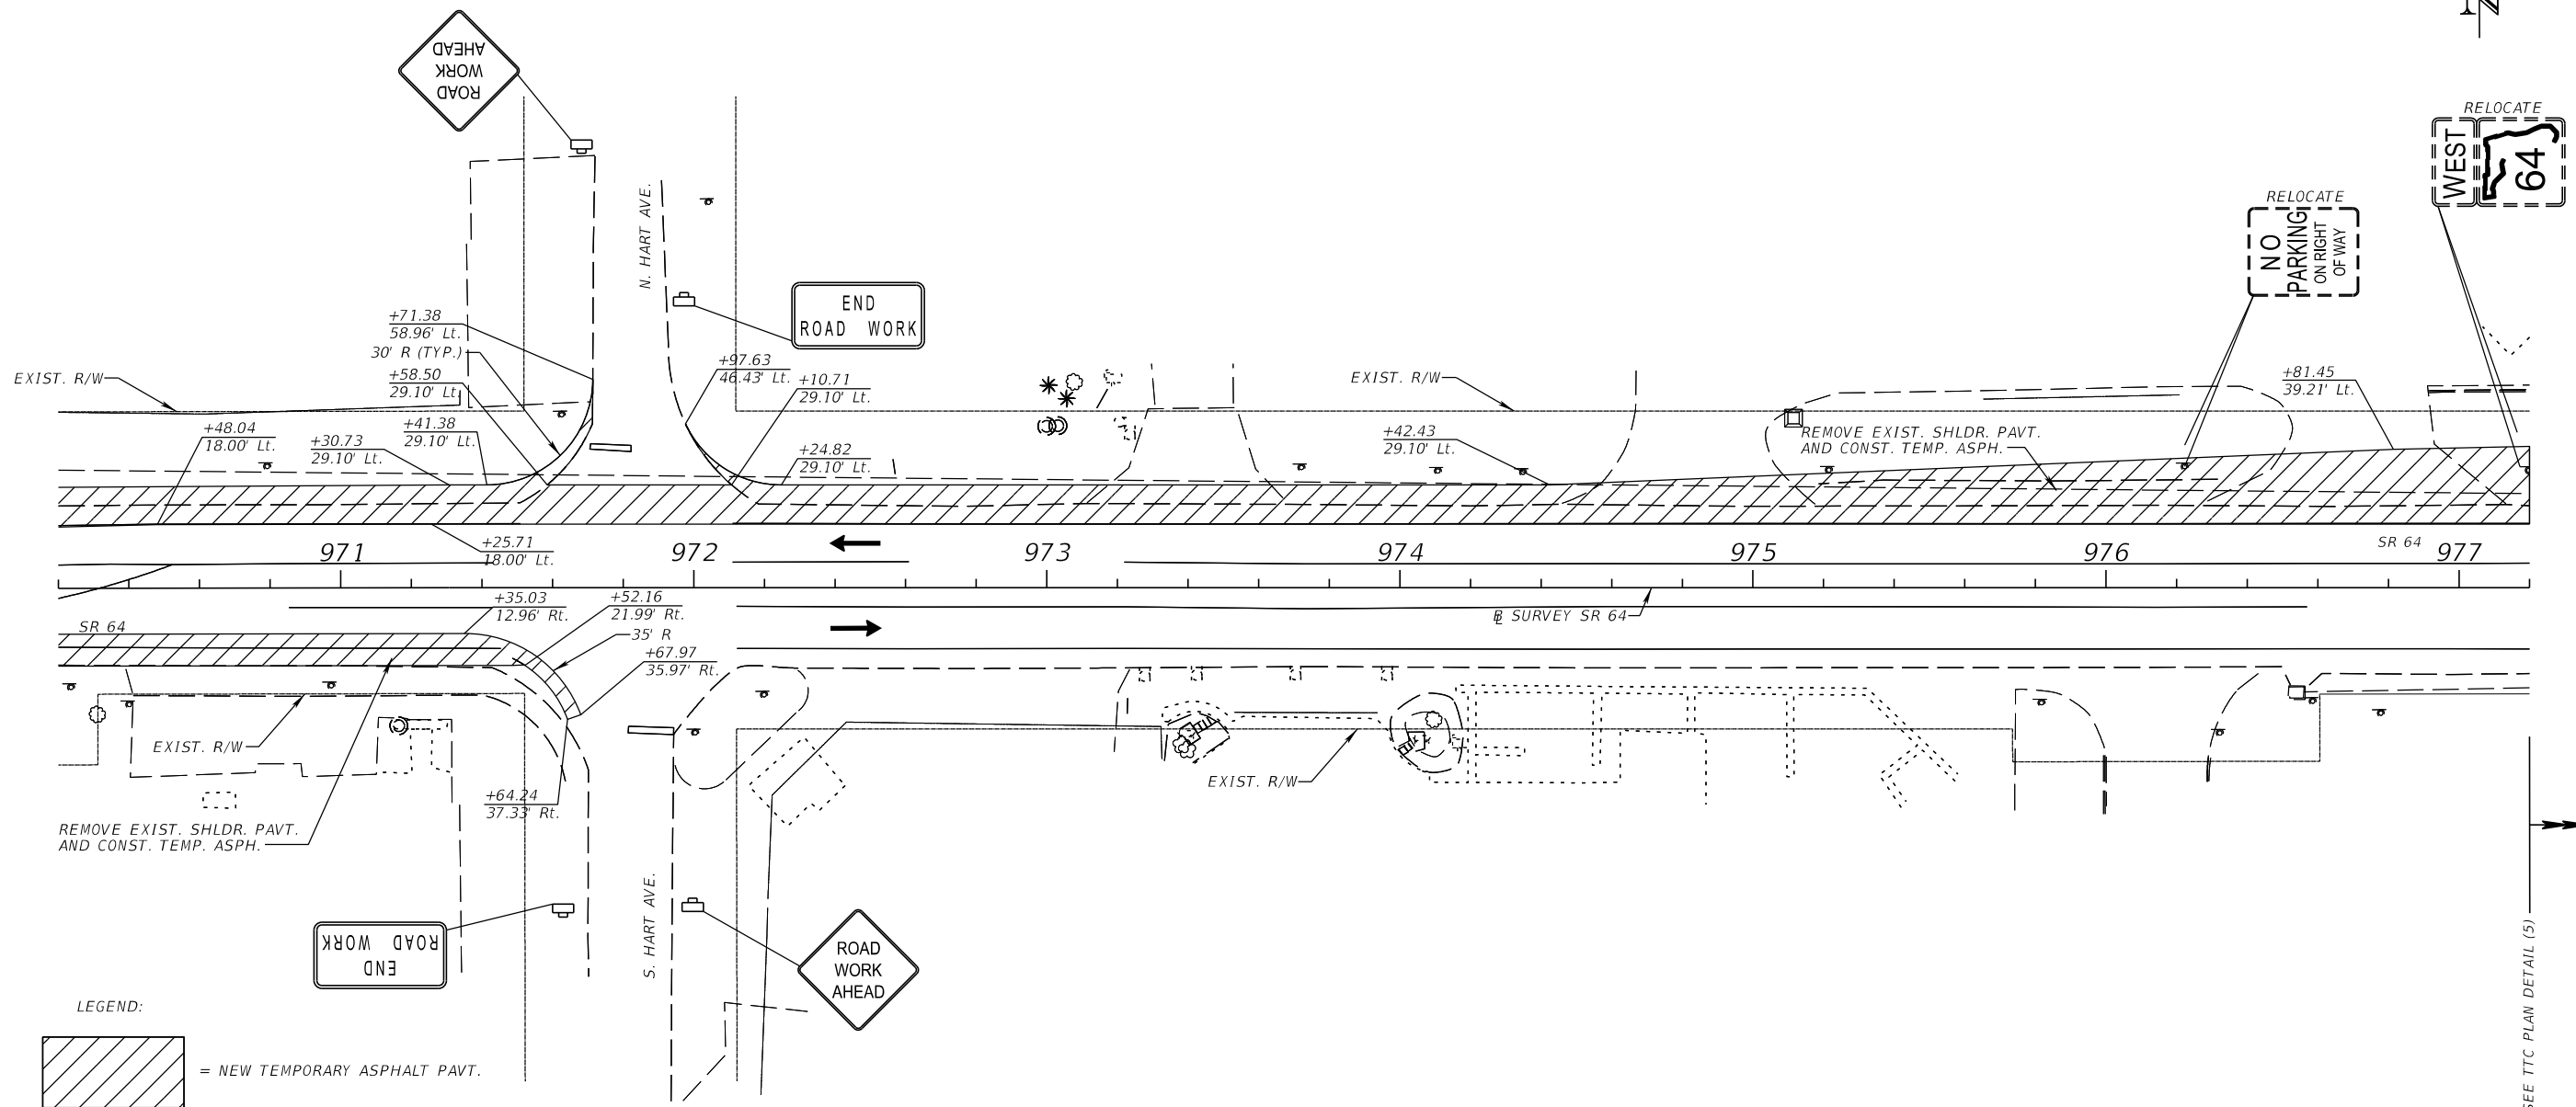 AHEAD
WORK
ROAD
N. HART AVE.
END
ROAD WORK
RELOCATE
WEST
64
RELOCATE
NO
PARKING
ON RIGHT
OF WAY
+71.38
58.96' Lt.
30' R (TYP.)
+58.50
29.10' Lt.
EXIST. R/W
+48.04
18.00' Lt.
+30.73
29.10' Lt.
+41.38
29.10' Lt.
+97.63
46.43' Lt.
+10.71
29.10' Lt.
+24.82
29.10' Lt.
EXIST. R/W
+42.43
29.10' Lt.
REMOVE EXIST. SHLDR. PAVT.
AND CONST. TEMP. ASPH.
+81.45
39.21' Lt.
+25.71
18.00' Lt.
971
972
973
974
975
976
977
SR 64
SR 64
+35.03
12.96' Rt.
+52.16
21.99' Rt.
35' R
+67.97
35.97' Rt.
BL SURVEY SR 64
EXIST. R/W
EXIST. R/W
+64.24
37.33' Rt.
REMOVE EXIST. SHLDR. PAVT.
AND CONST. TEMP. ASPH.
END
ROAD WORK
S. HART AVE.
ROAD
WORK
AHEAD
SEE TTC PLAN DETAIL (5)
LEGEND:
= NEW TEMPORARY ASPHALT PAVT.